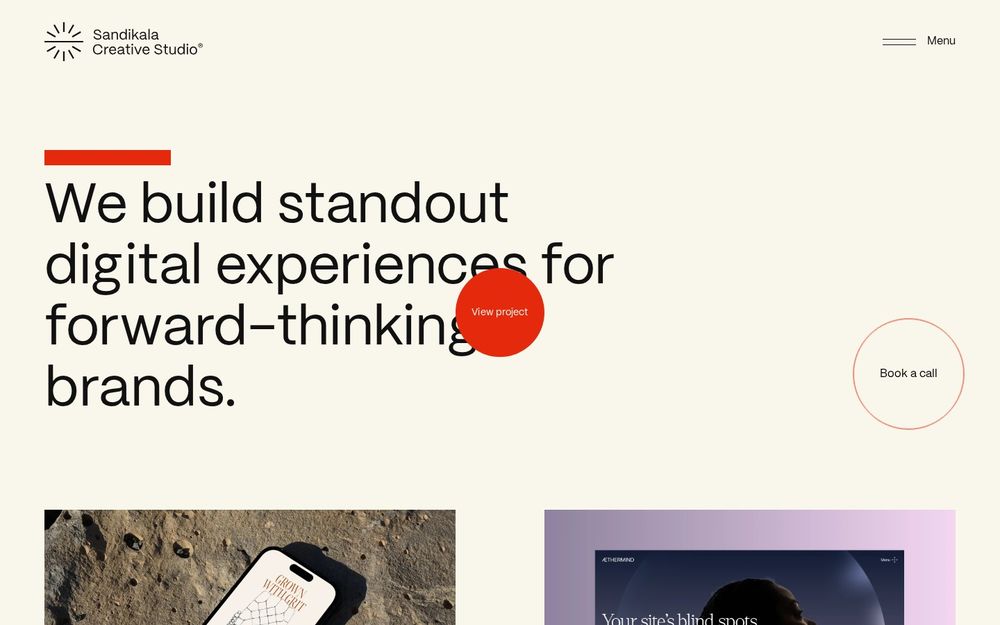 Sandikala
Creative Studio®
Menu
We build standout
digital experiences for
forward–thinking
brands.
View project
Book a call
GROWN
WITH GRIT
ÆTHERMIND
Menu
Your site's blind spots